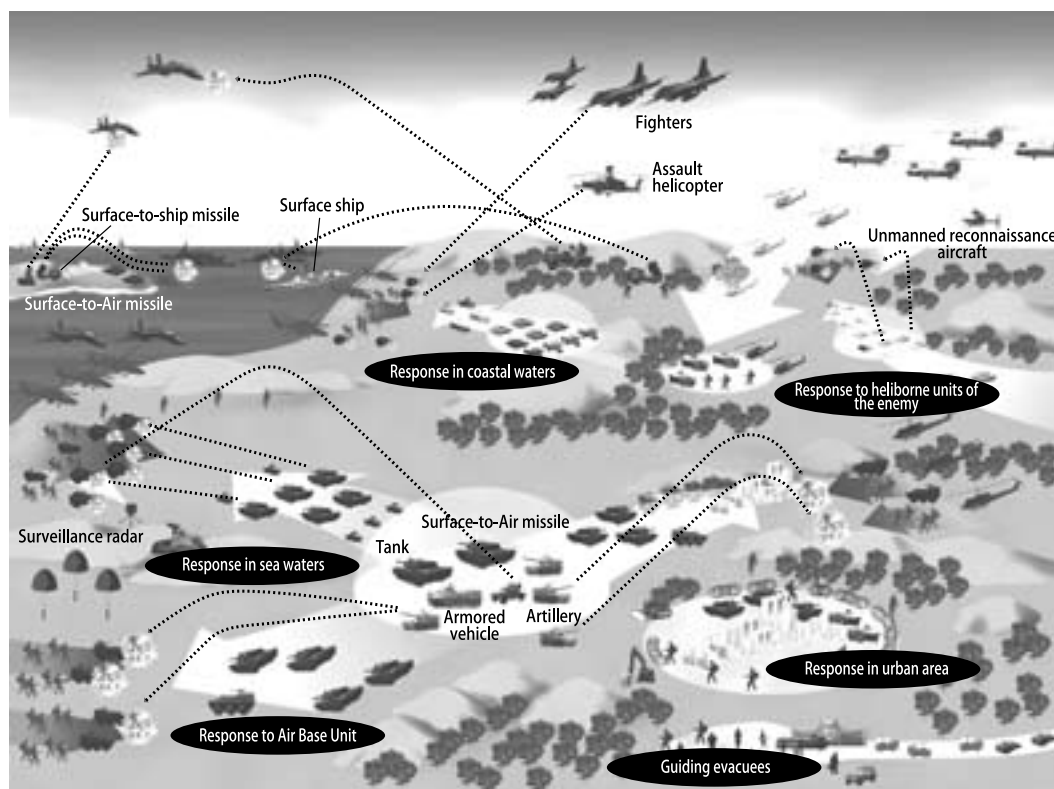 Fighters
Assault
helicopter
Surface-to-ship missile
Surface ship
Unmanned reconnaissance
aircraft
Surface-to-Air missile
Response in coastal waters
Response to heliborne units of
the enemy
Surface-to-Air missile
Surveillance radar
Tank
Response in sea waters
Armored
vehicle
Artillery
Response in urban area
Response to Air Base Unit
Guiding evacuees